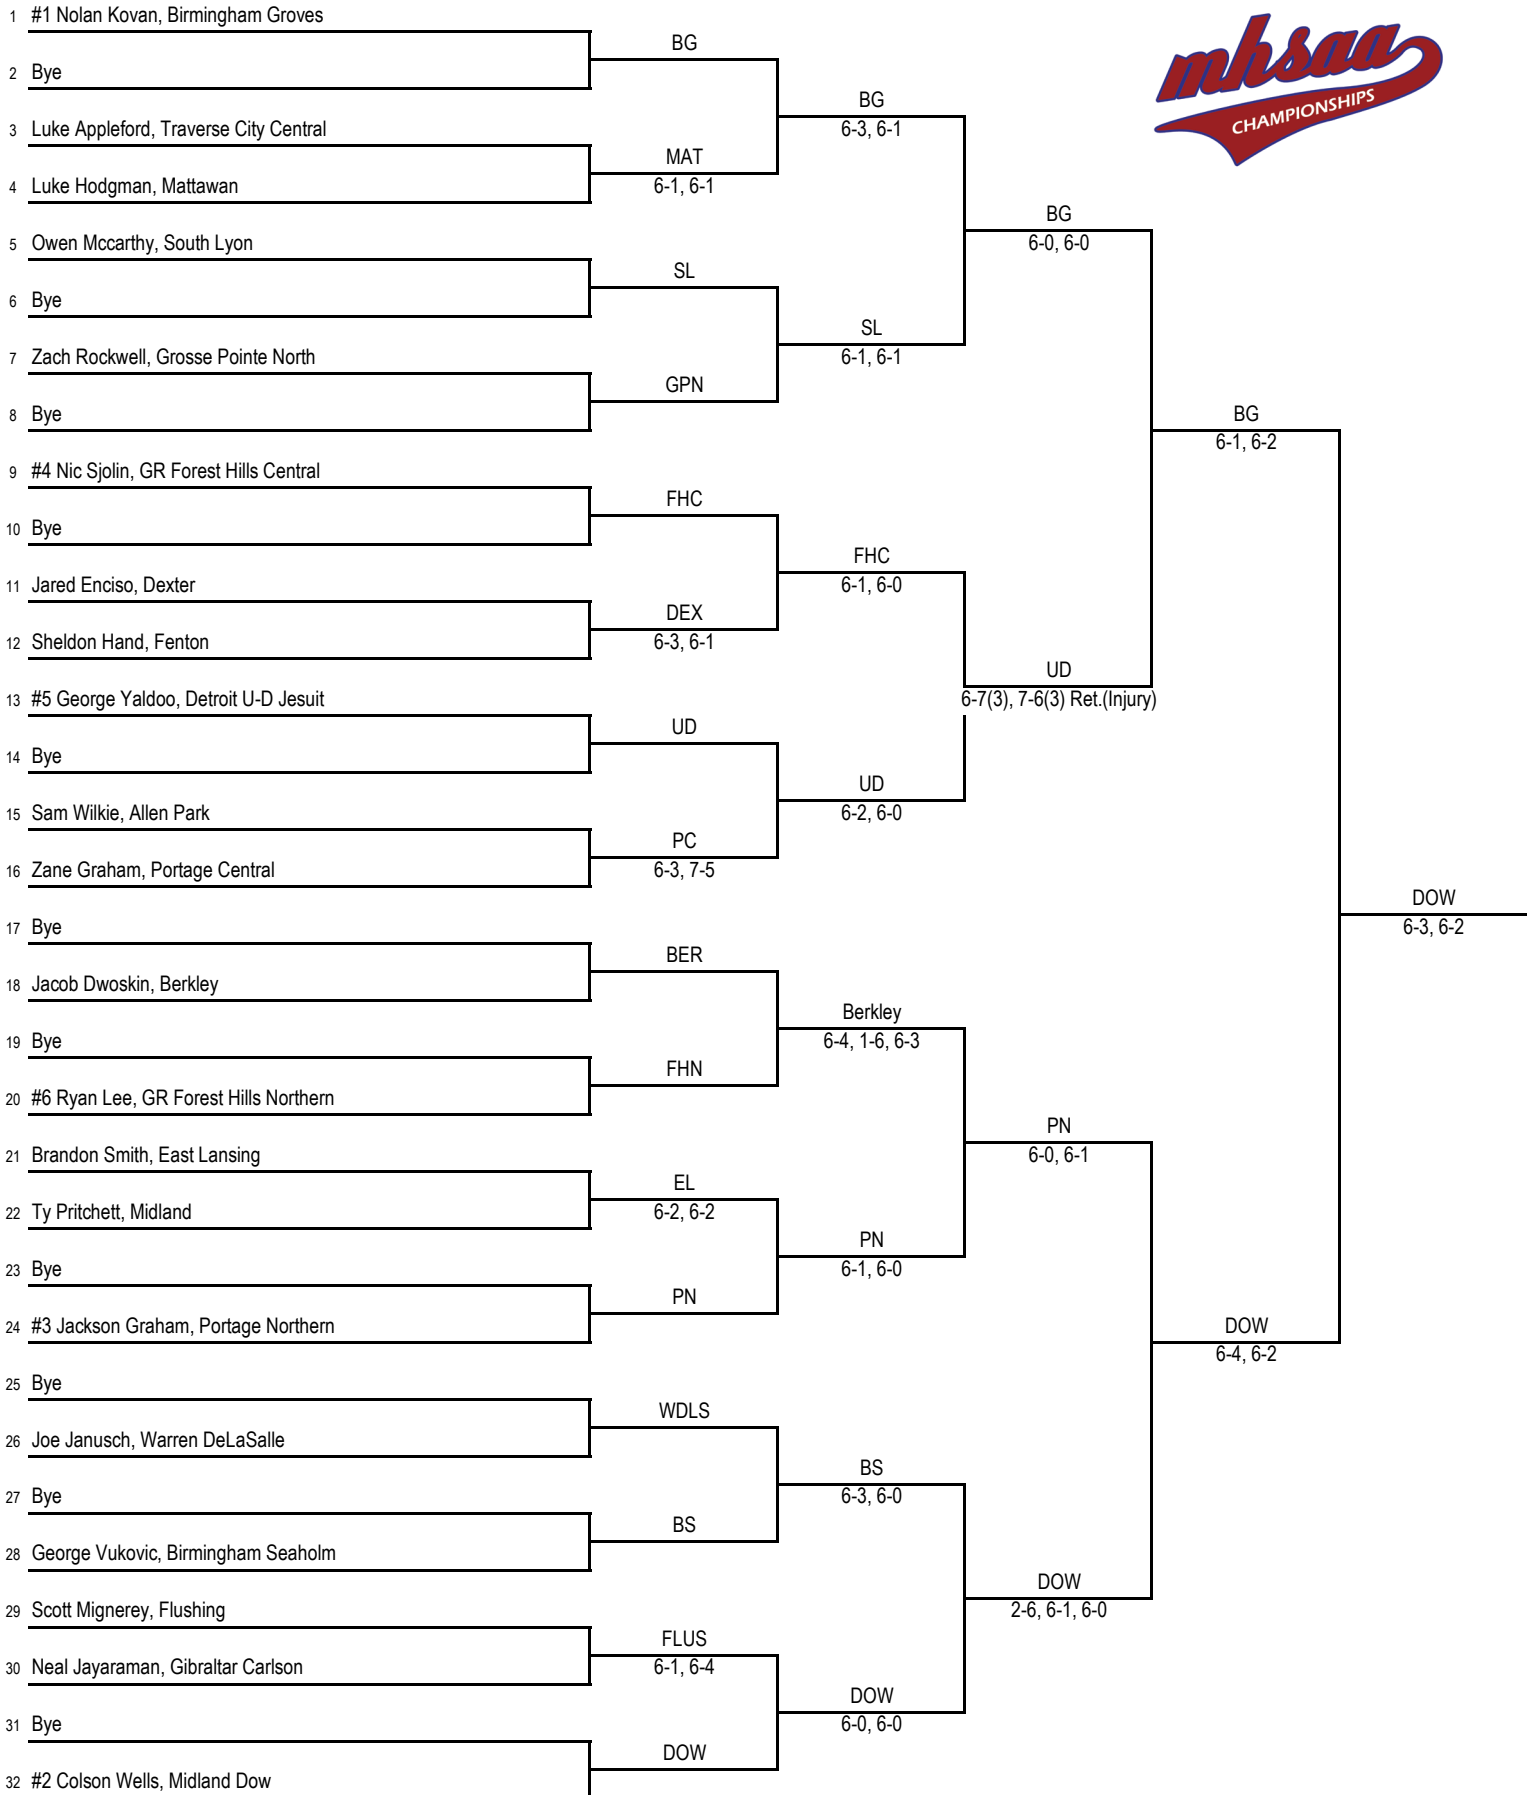 1 #1 Nolan Kovan, Birmingham Groves
BG
2 Bye
BG
6-3, 6-1
3 Luke Appleford, Traverse City Central
MAT
6-1, 6-1
4 Luke Hodgman, Mattawan
BG
6-0, 6-0
5 Owen Mccarthy, South Lyon
SL
6 Bye
SL
6-1, 6-1
7 Zach Rockwell, Grosse Pointe North
GPN
8 Bye
BG
6-1, 6-2
9 #4 Nic Sjolin, GR Forest Hills Central
FHC
10 Bye
FHC
6-1, 6-0
11 Jared Enciso, Dexter
DEX
6-3, 6-1
12 Sheldon Hand, Fenton
UD
6-7(3), 7-6(3) Ret.(Injury)
13 #5 George Yaldoo, Detroit U-D Jesuit
UD
14 Bye
UD
6-2, 6-0
15 Sam Wilkie, Allen Park
PC
6-3, 7-5
16 Zane Graham, Portage Central
DOW
6-3, 6-2
17 Bye
BER
18 Jacob Dwoskin, Berkley
Berkley
6-4, 1-6, 6-3
19 Bye
FHN
20 #6 Ryan Lee, GR Forest Hills Northern
PN
6-0, 6-1
21 Brandon Smith, East Lansing
EL
6-2, 6-2
22 Ty Pritchett, Midland
PN
6-1, 6-0
23 Bye
PN
24 #3 Jackson Graham, Portage Northern
DOW
6-4, 6-2
25 Bye
WDLS
26 Joe Janusch, Warren DeLaSalle
BS
6-3, 6-0
27 Bye
BS
28 George Vukovic, Birmingham Seaholm
DOW
2-6, 6-1, 6-0
29 Scott Mignerey, Flushing
FLUS
6-1, 6-4
30 Neal Jayaraman, Gibraltar Carlson
DOW
6-0, 6-0
31 Bye
DOW
32 #2 Colson Wells, Midland Dow
mhsaa
CHAMPIONSHIPS